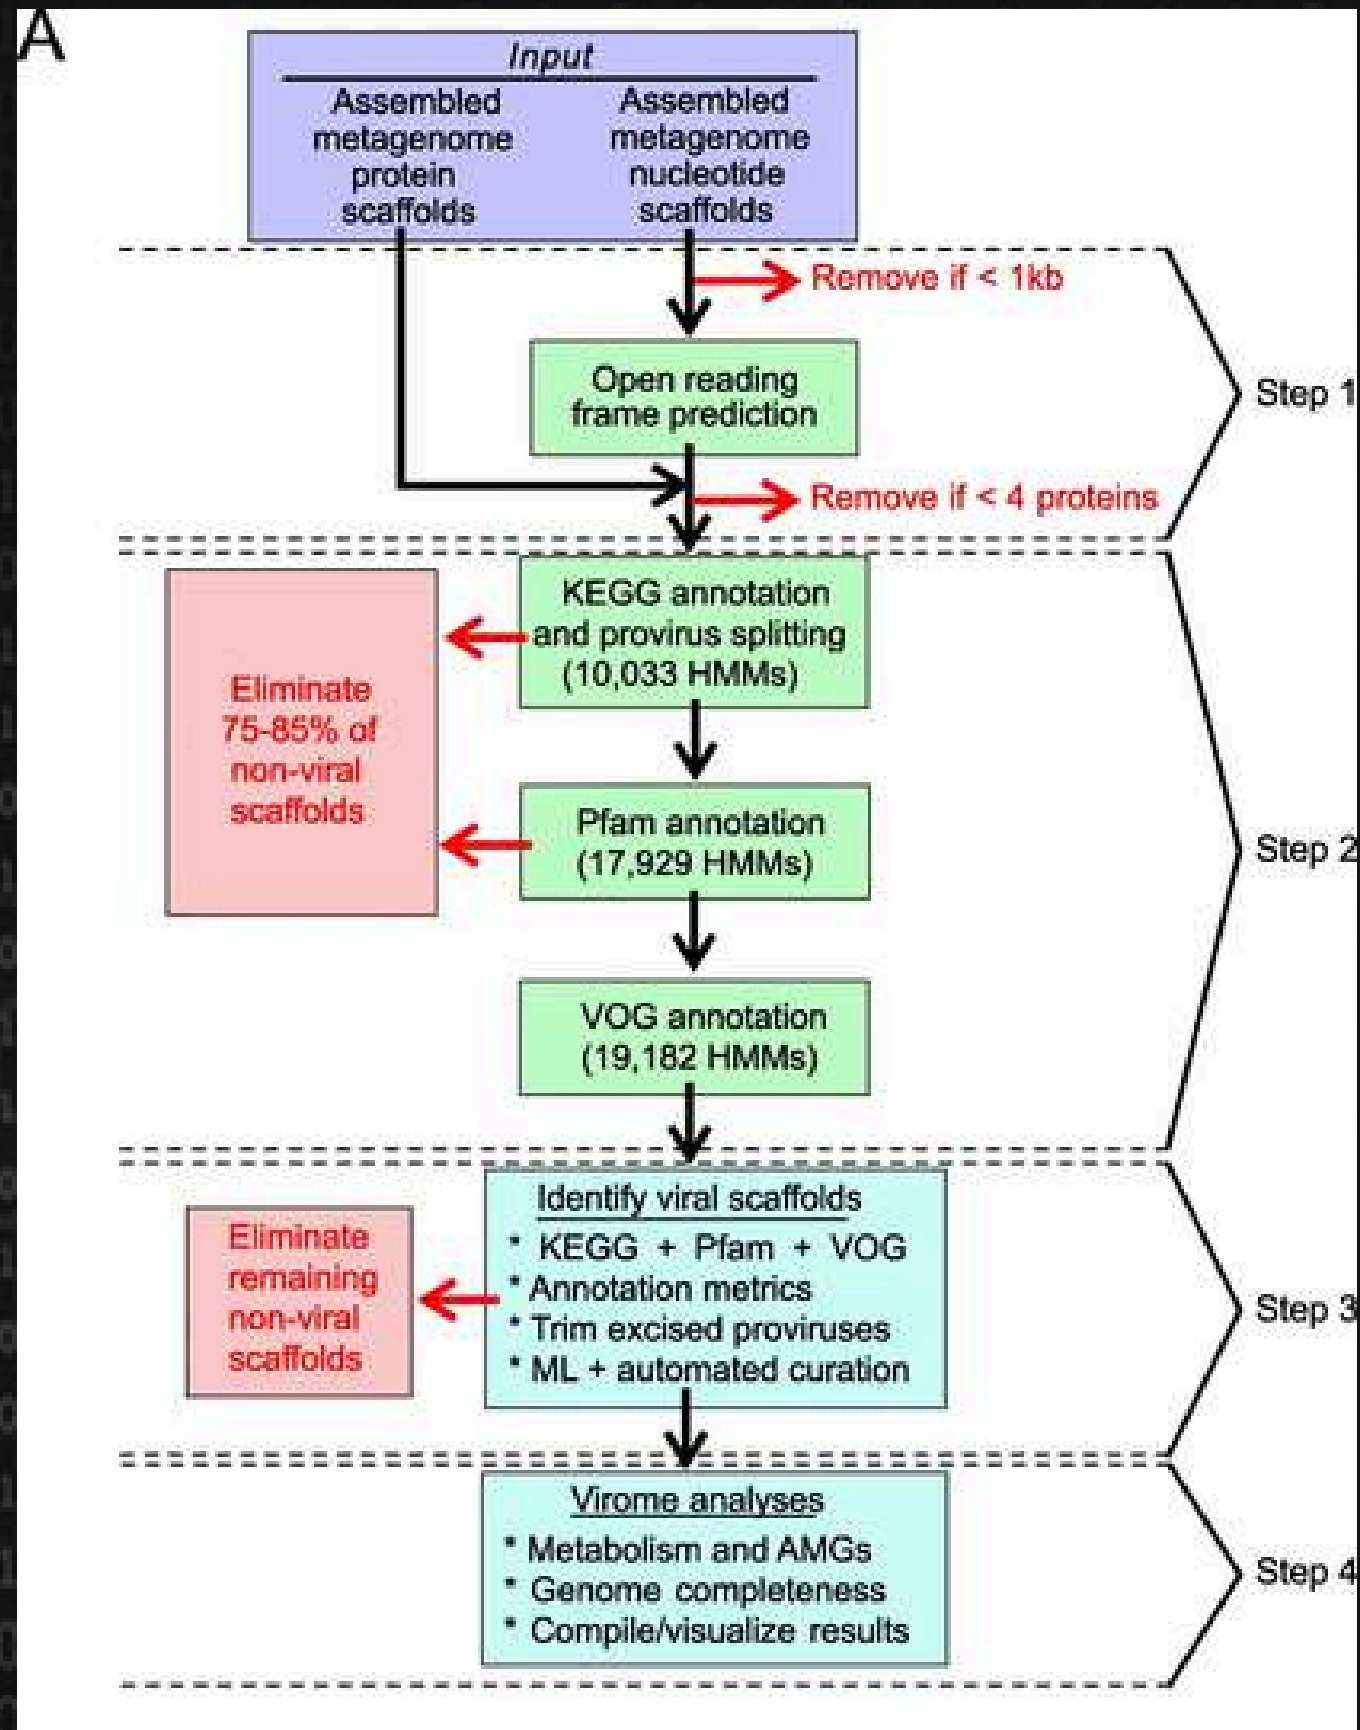 A
Input
Assembled
metagenome
protein
scaffolds
Assembled
metagenome
nucleotide
scaffolds
Remove if < 1kb
Open reading
frame prediction
Step 1
Remove if < 4 proteins
KEGG annotation
and provirus splitting
(10,033 HMMs)
Eliminate
75-85% of
non-viral
scaffolds
Pfam annotation
(17,929 HMMs)
Step 2
VOG annotation
(19,182 HMMs)
Identify viral scaffolds
* KEGG + Pfam + VOG
* Annotation metrics
* Trim excised proviruses
* ML + automated curation
Eliminate
remaining
non-viral
scaffolds
Step 3
Virome analyses
* Metabolism and AMGs
* Genome completeness
* Compile/visualize results
Step 4